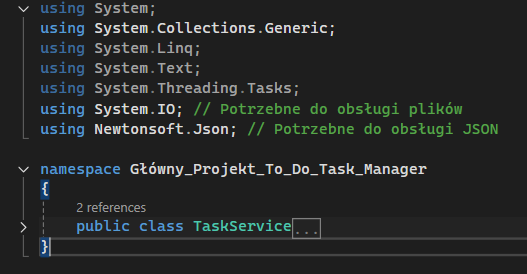 using System;
using System.Collections.Generic;
using System.Linq;
using System.Text;
using System.Threading.Tasks;
using System.IO; // Potrzebne do obsługi plików
using Newtonsoft.Json; // Potrzebne do obsługi JSON
namespace Główny_Projekt_To_Do_Task_Manager
{
2 references
public class TaskService...
}